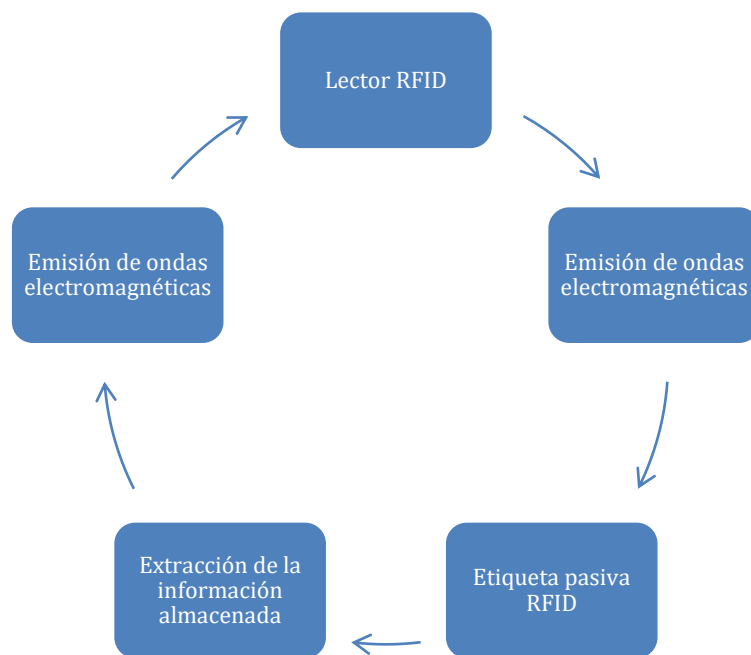 Lector RFID
Emisión de ondas
electromagnéticas
Emisión de ondas
electromagnéticas
Etiqueta pasiva
RFID
Extracción de la
información
almacenada